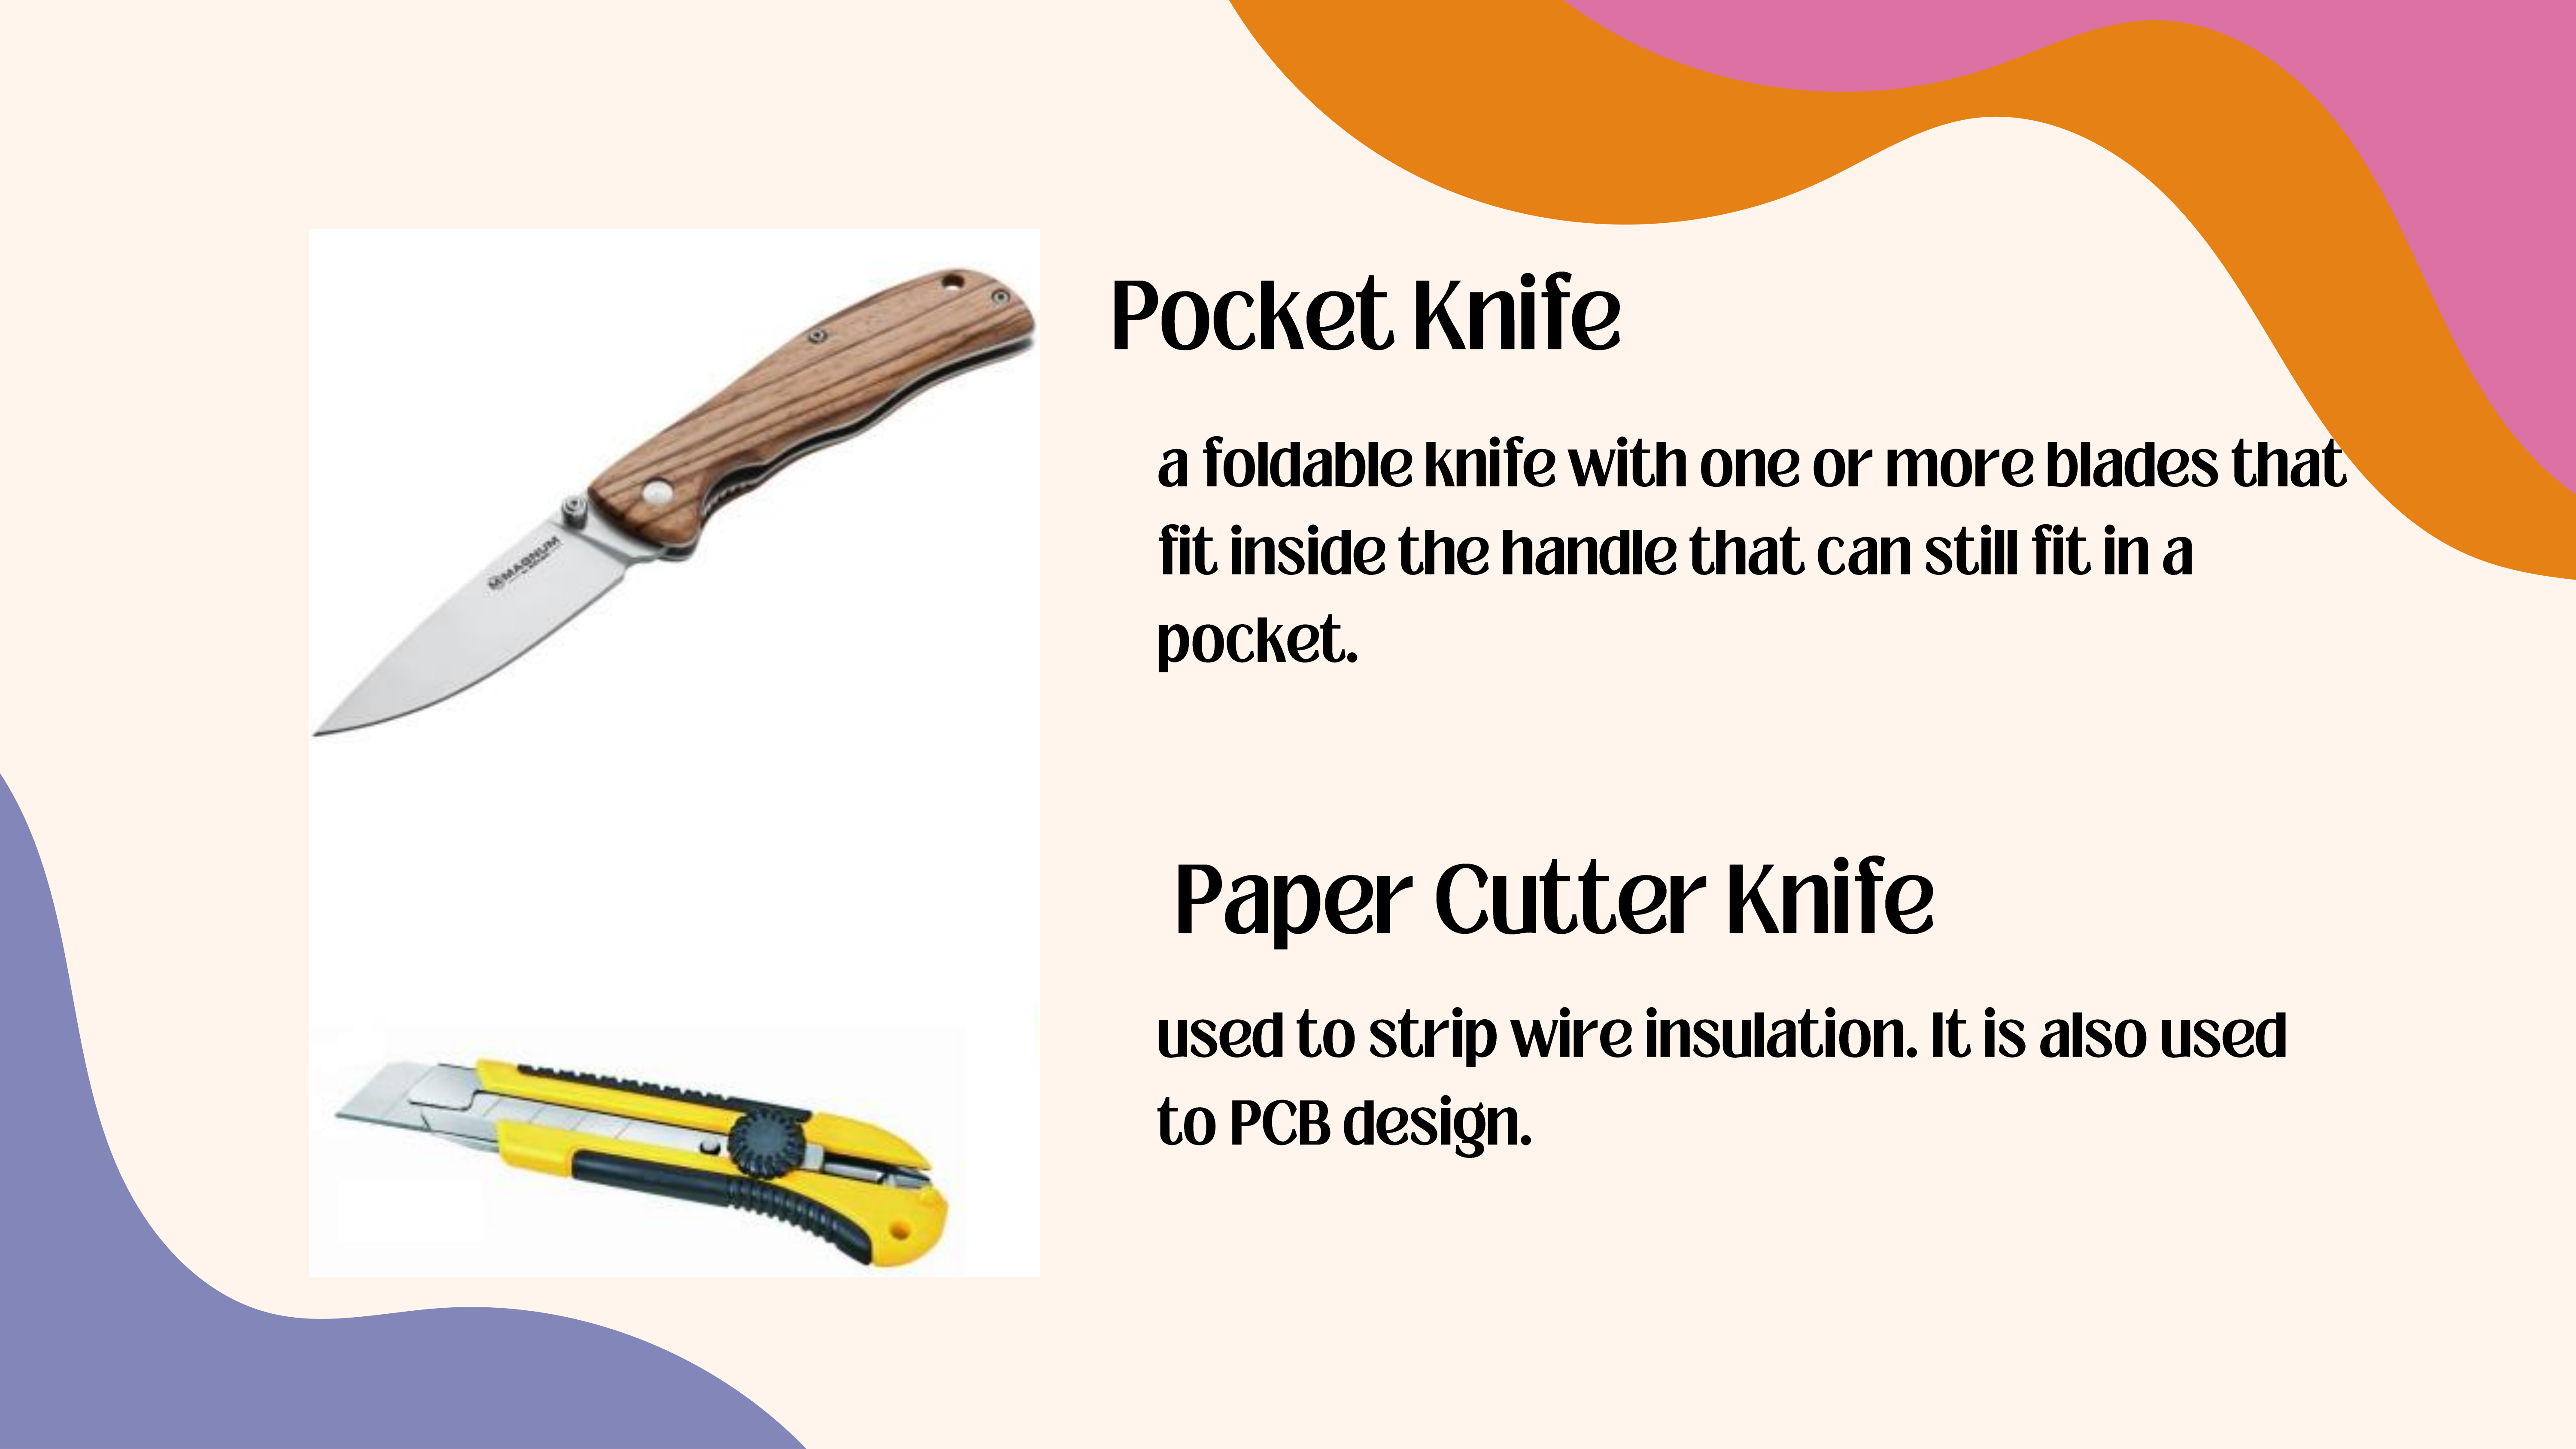 Pocket Knife
a foldable knife with one or more blades that
fit inside the handle that can still fit in a
pocket.
MAGNUM
Paper Cutter Knife
used to strip wire insulation. It is also used
to PCB design.